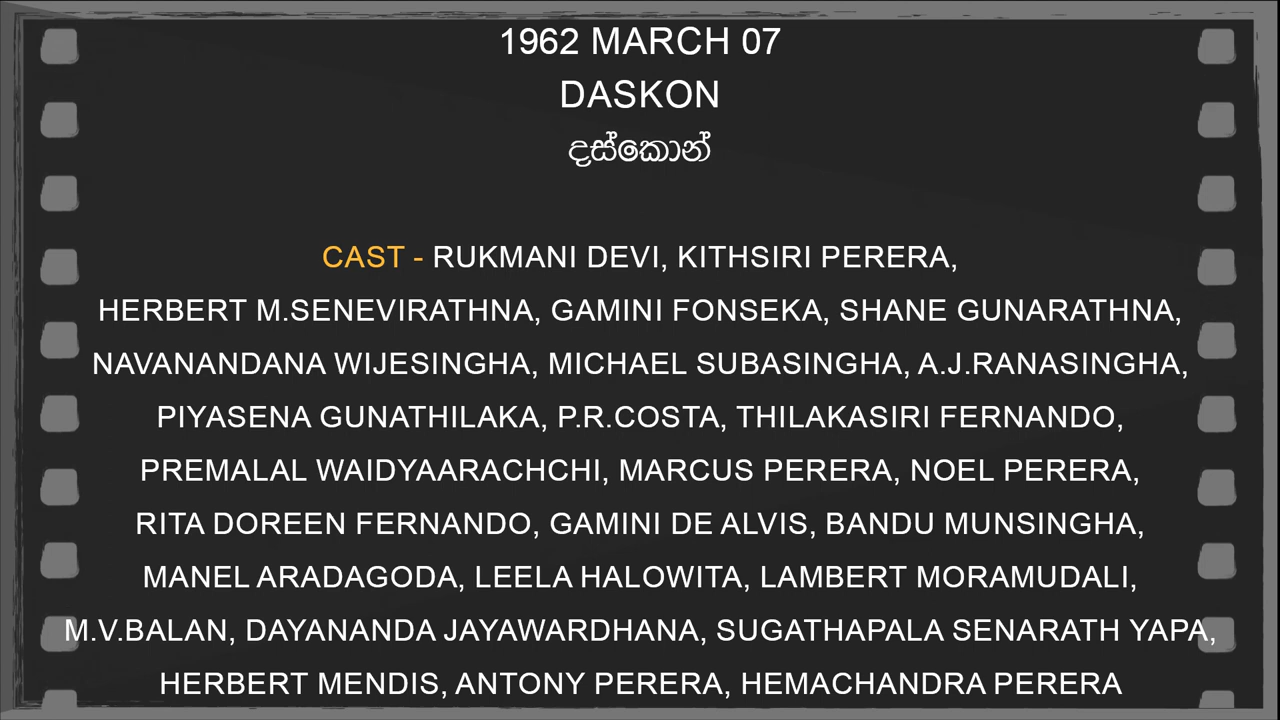 1962 MARCH 07
DASKON
දස්කොන්
CAST - RUKMANI DEVI, KITHSIRI PERERA,
HERBERT M.SENEVIRATHNA, GAMINI FONSEKA, SHANE GUNARATHNA,
NAVANANDANA WIJESINGHA, MICHAEL SUBASINGHA, A.J.RANASINGHA,
PIYASENA GUNATHILAKA, P.R.COSTA, THILAKASIRI FERNANDO,
PREMALAL WAIDYAARACHCHI, MARCUS PERERA, NOEL PERERA,
RITA DOREEN FERNANDO, GAMINI DE ALVIS, BANDU MUNSINGHA,
MANEL ARADAGODA, LEELA HALOWITA, LAMBERT MORAMUDALI,
M.V.BALAN, DAYANANDA JAYAWARDHANA, SUGATHAPALA SENARATH YAPA,
HERBERT MENDIS, ANTONY PERERA, HEMACHANDRA PERERA